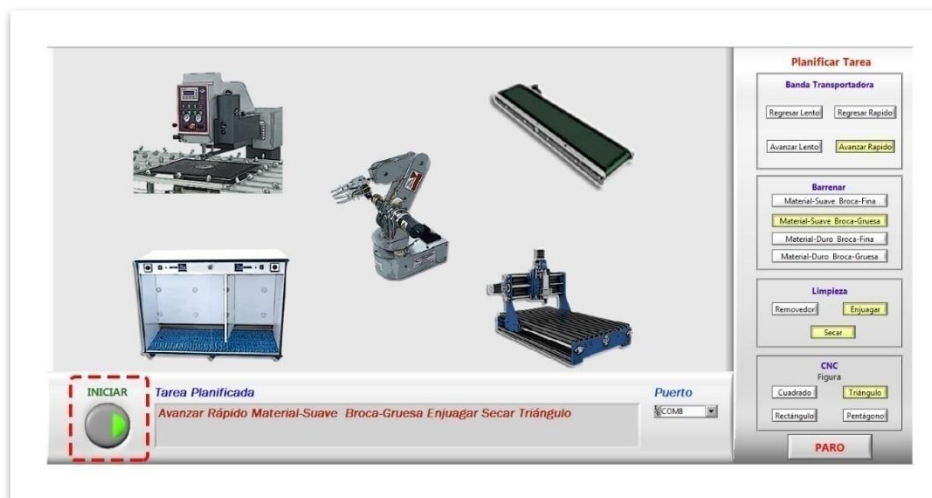 Planificar Tarea
Banda Transportadora
Regresar Lento Regresar Rapido
Avanzar Lento Avanzar Rapido
Barrenar
Material-Suave Broca-Fina
Material-Suave Broca-Gruesa
Material-Duro Broca-Fina
Material-Duro Broca-Gruesa
Limpieza
Removedor Enjuagar
Secar
CNC
Figura
Cuadrado Triángulo
Rectángulo Pentágono
PARO
INICIAR
Tarea Planificada
Avanzar Rápido Material-Suave Broca-Gruesa Enjuagar Secar Triángulo
Puerto
COM8